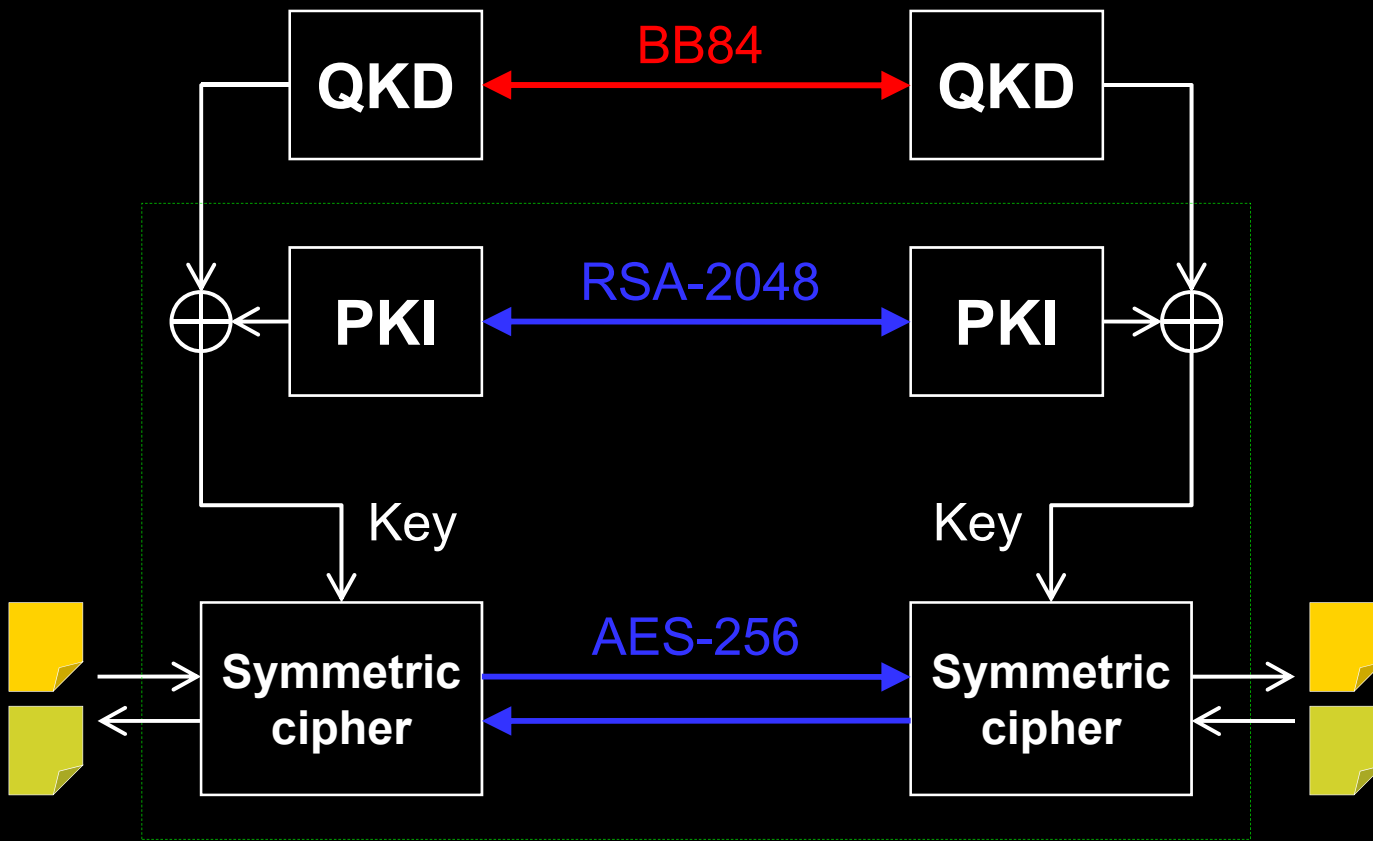 BB84
QKD
QKD
RSA-2048
PKI
PKI
Key
Key
AES-256
Symmetric
cipher
Symmetric
cipher